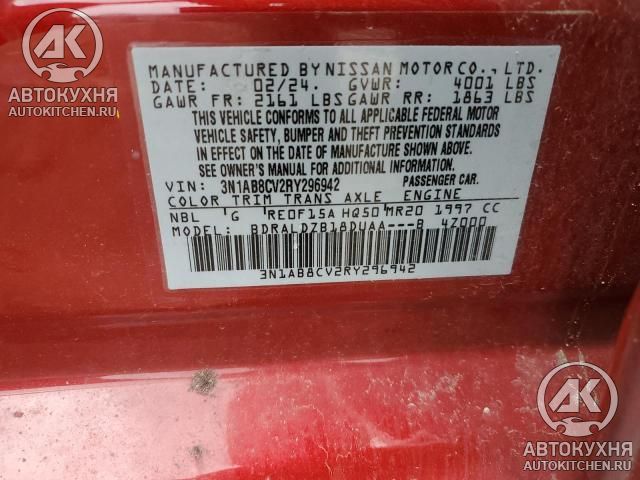 AK
АВТОКУХНЯ
AUTOKITCHEN.RU
MANUFACTURED BY NISSAN MOTOR CO., LTD.
DATE: 02/24. GVWR: 4001 LBS
GAWR FR: 2161 LBS GAWR RR: 1863 LBS
THIS VEHICLE CONFORMS TO ALL APPLICABLE FEDERAL MOTOR
VEHICLE SAFETY, BUMPER AND THEFT PREVENTION STANDARDS
IN EFFECT ON THE DATE OF MANUFACTURE SHOWN ABOVE.
SEE OWNER'S MANUAL FOR MORE INFORMATION.
VIN: 3N1AB8CV2RY296942 PASSENGER CAR.
COLOR TRIM TRANS AXLE ENGINE
NBL G RE0F15A HQ50 MR20 1997 CC
MODEL: BDRALDZB18DUAA---B 4Z000
3N1AB8CV2RY296942
AK
АВТОКУХНЯ
AUTOKITCHEN.RU